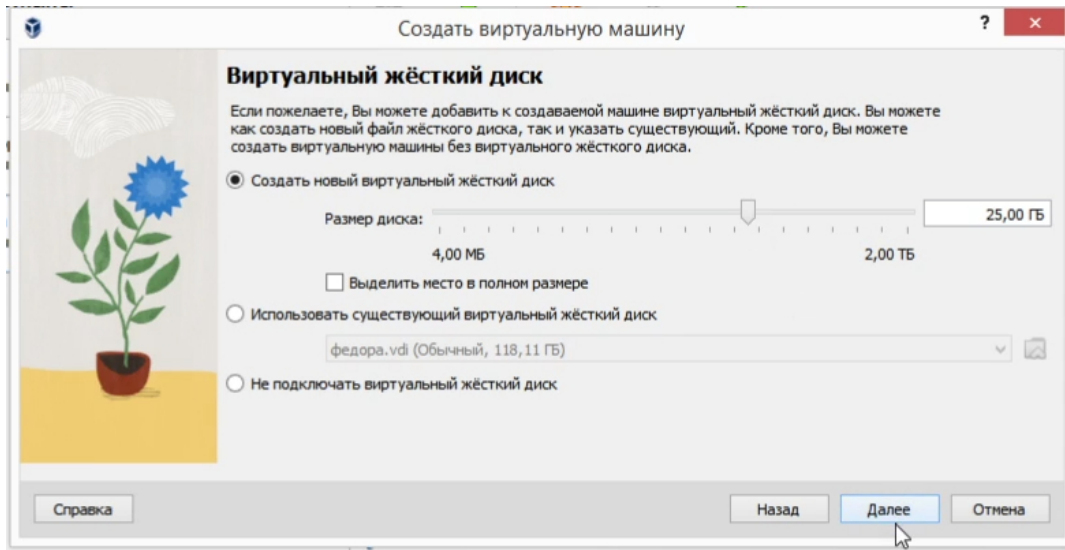 Создать виртуальную машину
?
Виртуальный жёсткий диск
Если пожелаете, Вы можете добавить к создаваемой машине виртуальный жёсткий диск. Вы можете
как создать новый файл жёсткого диска, так и указать существующий. Кроме того, Вы можете
создать виртуальную машины без виртуального жёсткого диска.
Создать новый виртуальный жёсткий диск
Размер диска:
25,00 ГБ
4,00 МБ
2,00 ТБ
Выделить место в полном размере
Использовать существующий виртуальный жёсткий диск
федора.vdi (Обычный, 118,11 ГБ)
Не подключать виртуальный жёсткий диск
Справка
Назад
Далее
Отмена